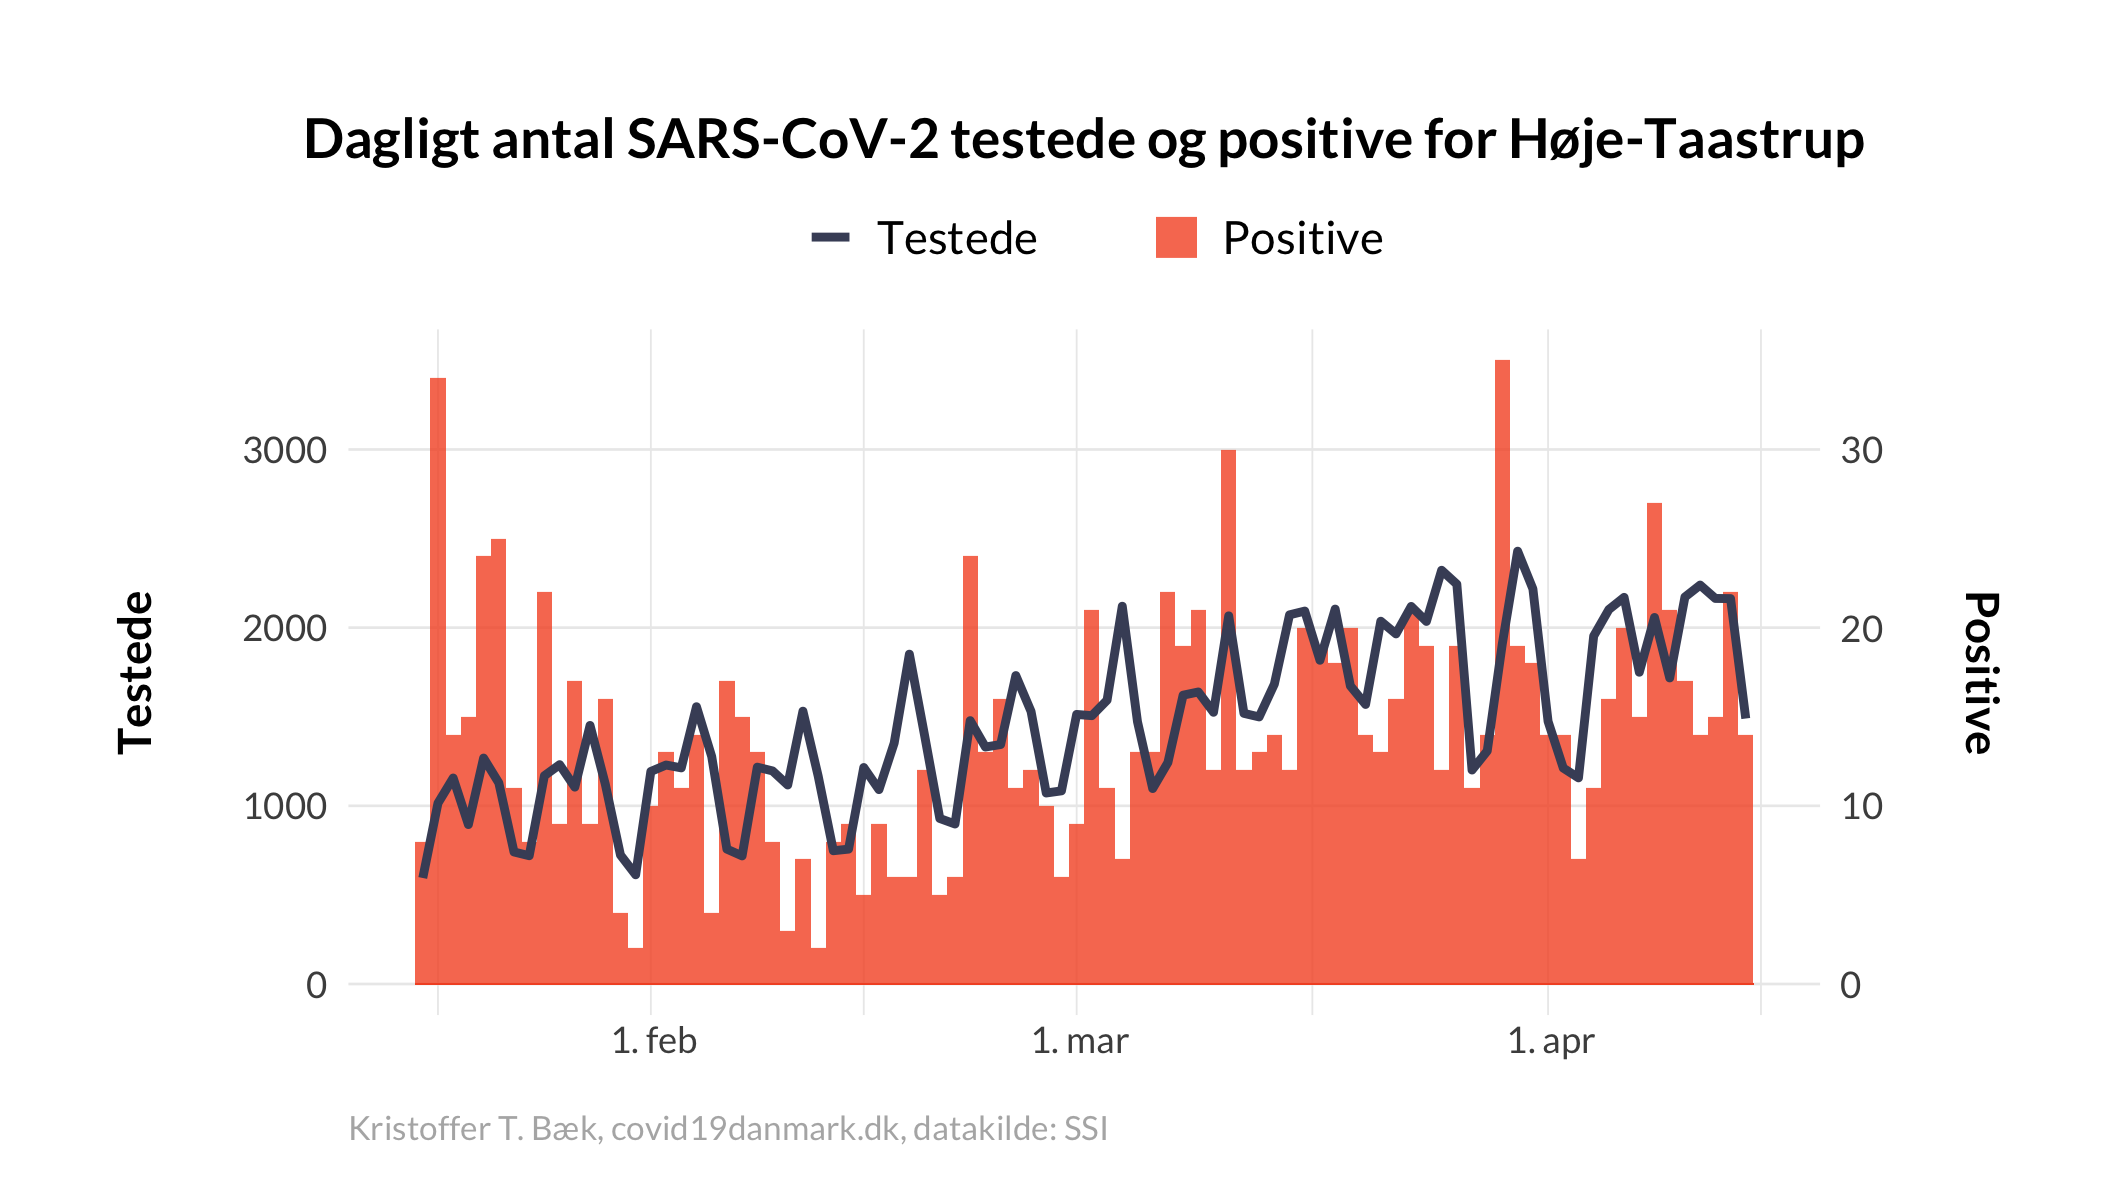 Dagligt antal SARS-CoV-2 testede og positive for Høje-Taastrup
Testede Positive
3000 30
2000 20
1000 10
0 0
Testede
Positive
1. feb 1. mar 1. apr
Kristoffer T. Bæk, covid19danmark.dk, datakilde: SSI